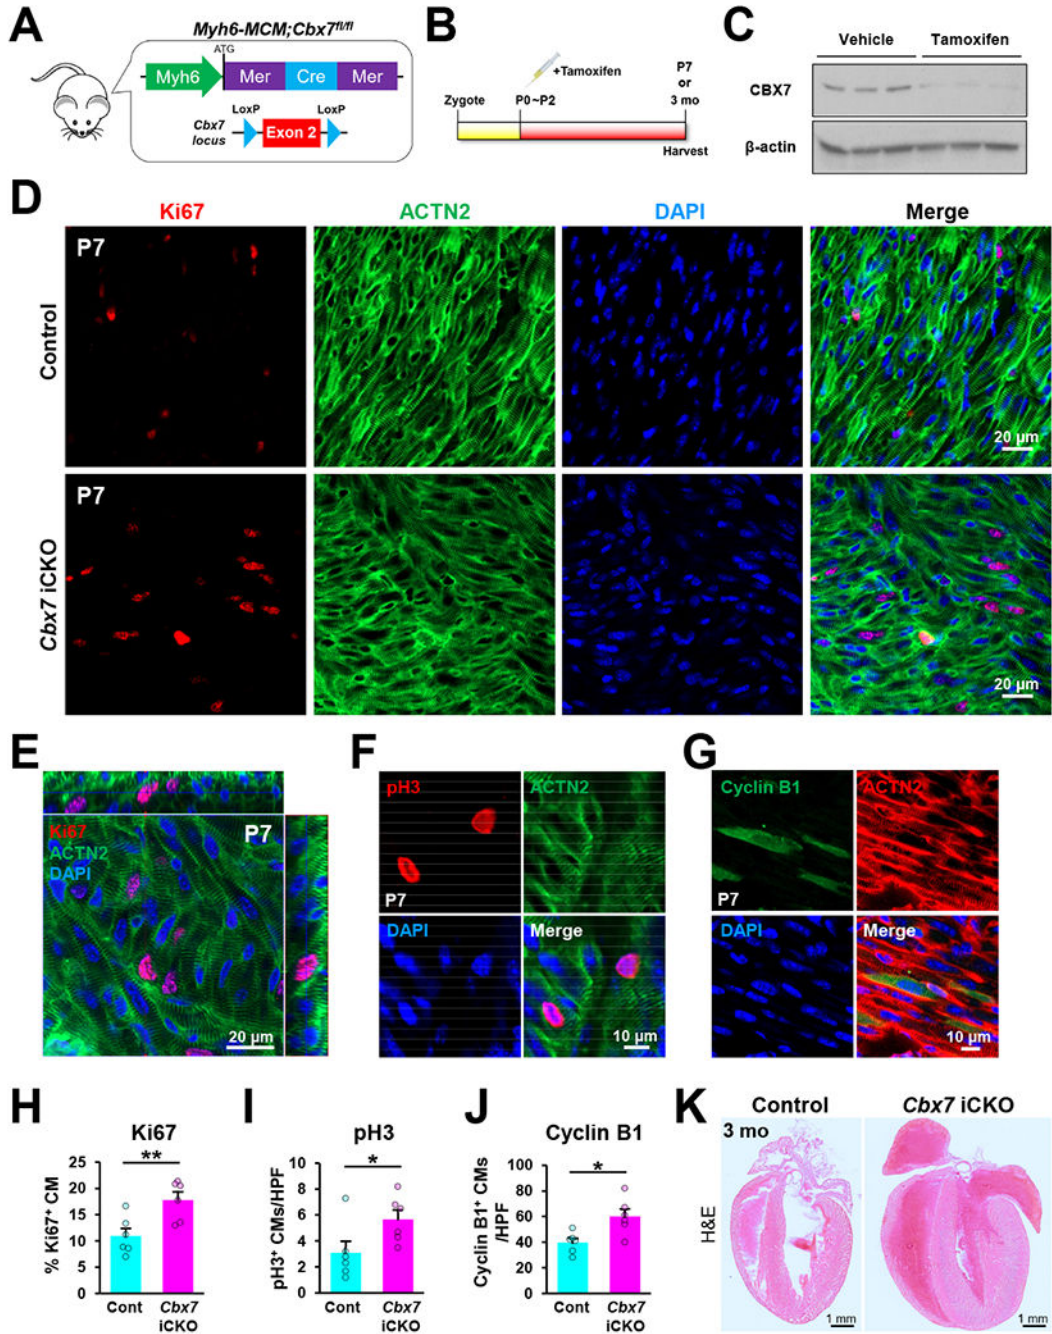 A
Myh6-MCM;Cbx7fl/fl
ATG
Myh6
Mer
Cre
Mer
LoxP
LoxP
Cbx7
locus
Exon 2
B
+Tamoxifen
P7
or
3 mo
Zygote
P0~P2
Harvest
C
Vehicle
Tamoxifen
CBX7
β-actin
D
Ki67
ACTN2
DAPI
Merge
Control
P7
20 μm
Cbx7 iCKO
P7
20 μm
E
Ki67
ACTN2
DAPI
P7
20 μm
F
pH3
ACTN2
P7
DAPI
Merge
10 μm
G
Cyclin B1
ACTN2
P7
DAPI
Merge
10 μm
H
Ki67
**
% Ki67+ CM
25
20
15
10
5
0
Cont
Cbx7
iCKO
I
pH3
*
pH3+ CMs/HPF
10
8
6
4
2
0
Cont
Cbx7
iCKO
J
Cyclin B1
*
Cyclin B1+ CMs
/HPF
100
80
60
40
20
0
Cont
Cbx7
iCKO
K
Control
Cbx7 iCKO
3 mo
H&E
1 mm
1 mm